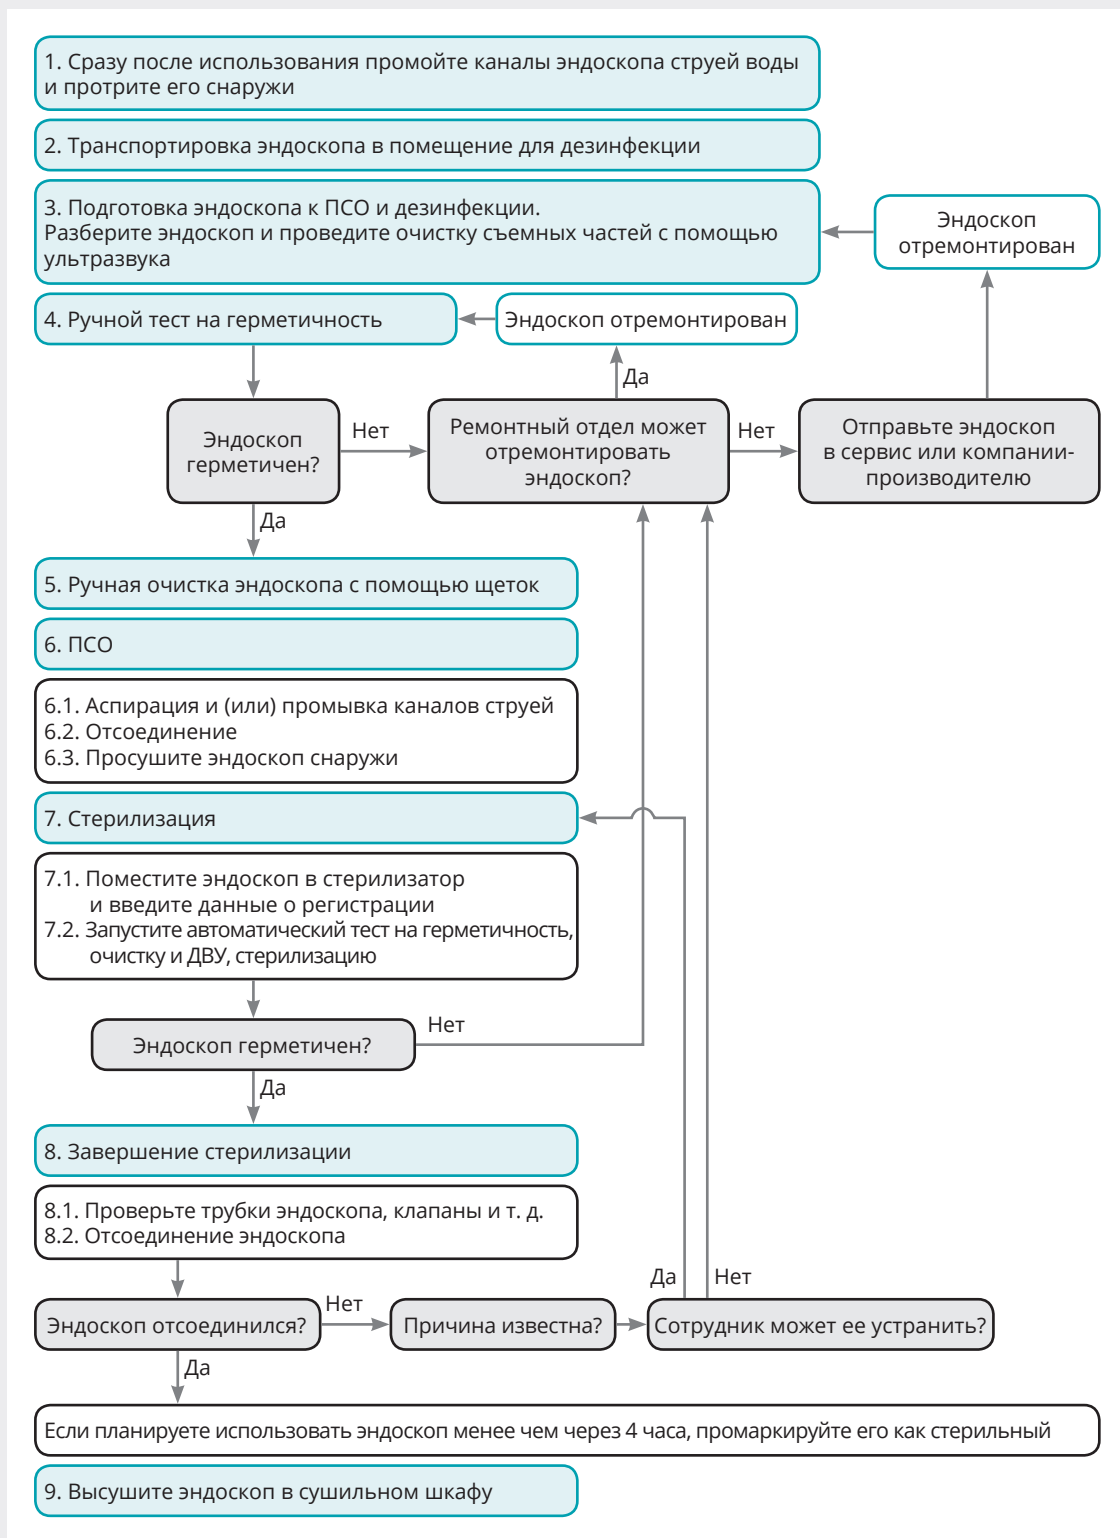 1. Сразу после использования промойте каналы эндоскопа струей воды
и протрите его снаружи
2. Транспортировка эндоскопа в помещение для дезинфекции
3. Подготовка эндоскопа к ПСО и дезинфекции.
Разберите эндоскоп и проведите очистку съемных частей с помощью
ультразвука
Эндоскоп
отремонтирован
4. Ручной тест на герметичность
Эндоскоп отремонтирован
Да
Эндоскоп
герметичен?
Нет
Ремонтный отдел может
отремонтировать
эндоскоп?
Нет
Отправьте эндоскоп
в сервис или компании-
производителю
Да
5. Ручная очистка эндоскопа с помощью щеток
6. ПСО
6.1. Аспирация и (или) промывка каналов струей
6.2. Отсоединение
6.3. Просушите эндоскоп снаружи
7. Стерилизация
7.1. Поместите эндоскоп в стерилизатор
и введите данные о регистрации
7.2. Запустите автоматический тест на герметичность,
очистку и ДВУ, стерилизацию
Эндоскоп герметичен?
Нет
Да
8. Завершение стерилизации
8.1. Проверьте трубки эндоскопа, клапаны и т. д.
8.2. Отсоединение эндоскопа
Да
Нет
Эндоскоп отсоединился?
Нет
Причина известна?
Сотрудник может ее устранить?
Да
Если планируете использовать эндоскоп менее чем через 4 часа, промаркируйте его как стерильный
9. Высушите эндоскоп в сушильном шкафу